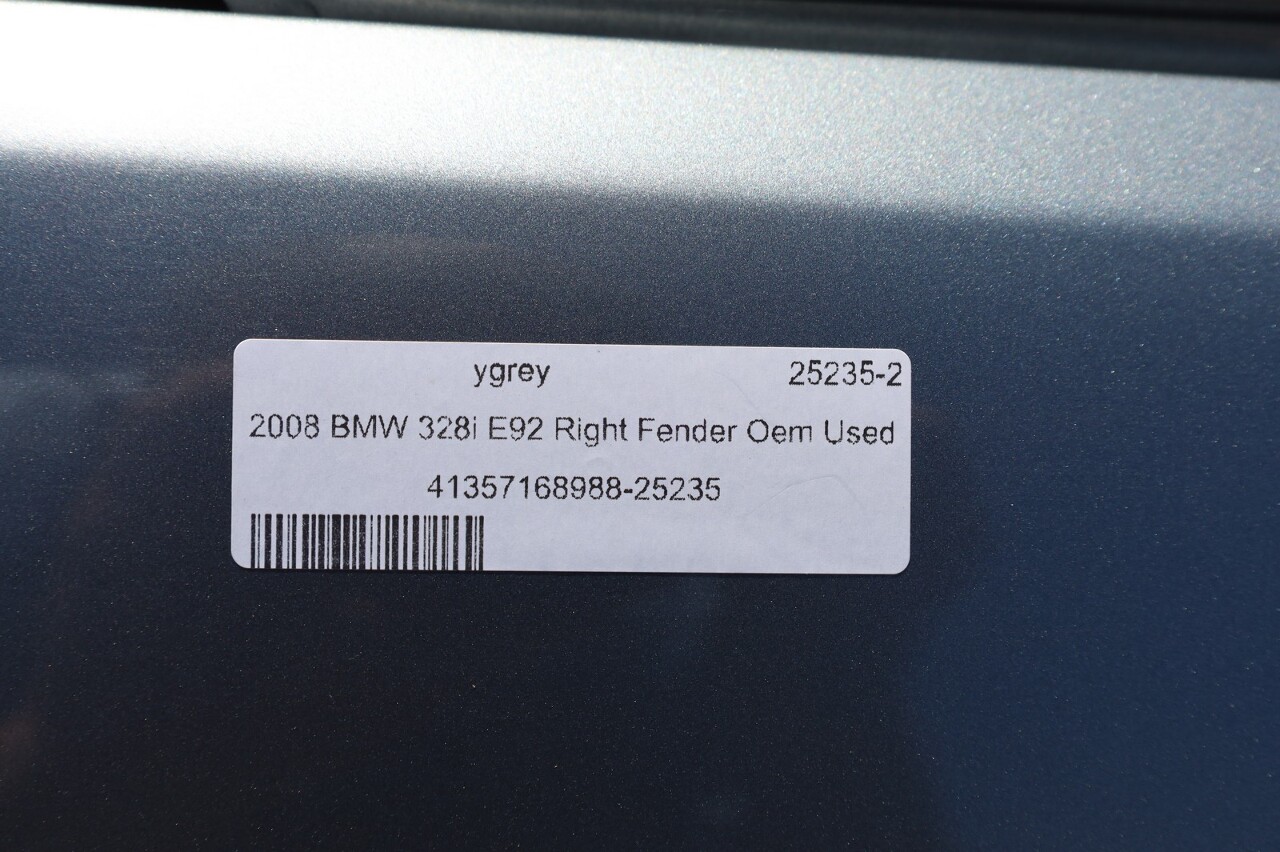 ygrey 25235-2
2008 BMW 328i E92 Right Fender Oem Used
41357168988-25235